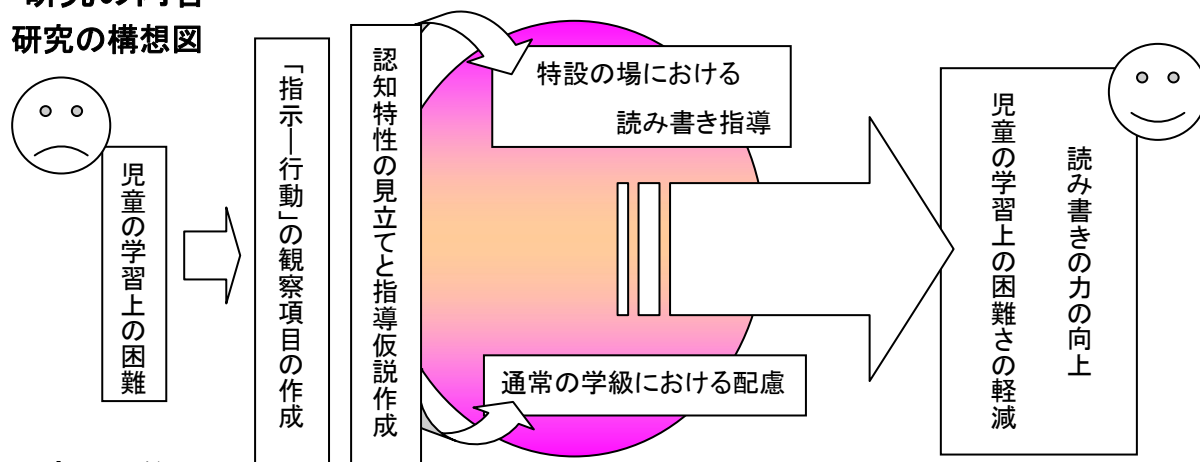 研究の構想図
児童の学習上の困難
「指示―行動」の観察項目の作成
認知特性の見立てと指導仮説作成
特設の場における
読み書き指導
通常の学級における配慮
読み書きの力の向上
児童の学習上の困難さの軽減